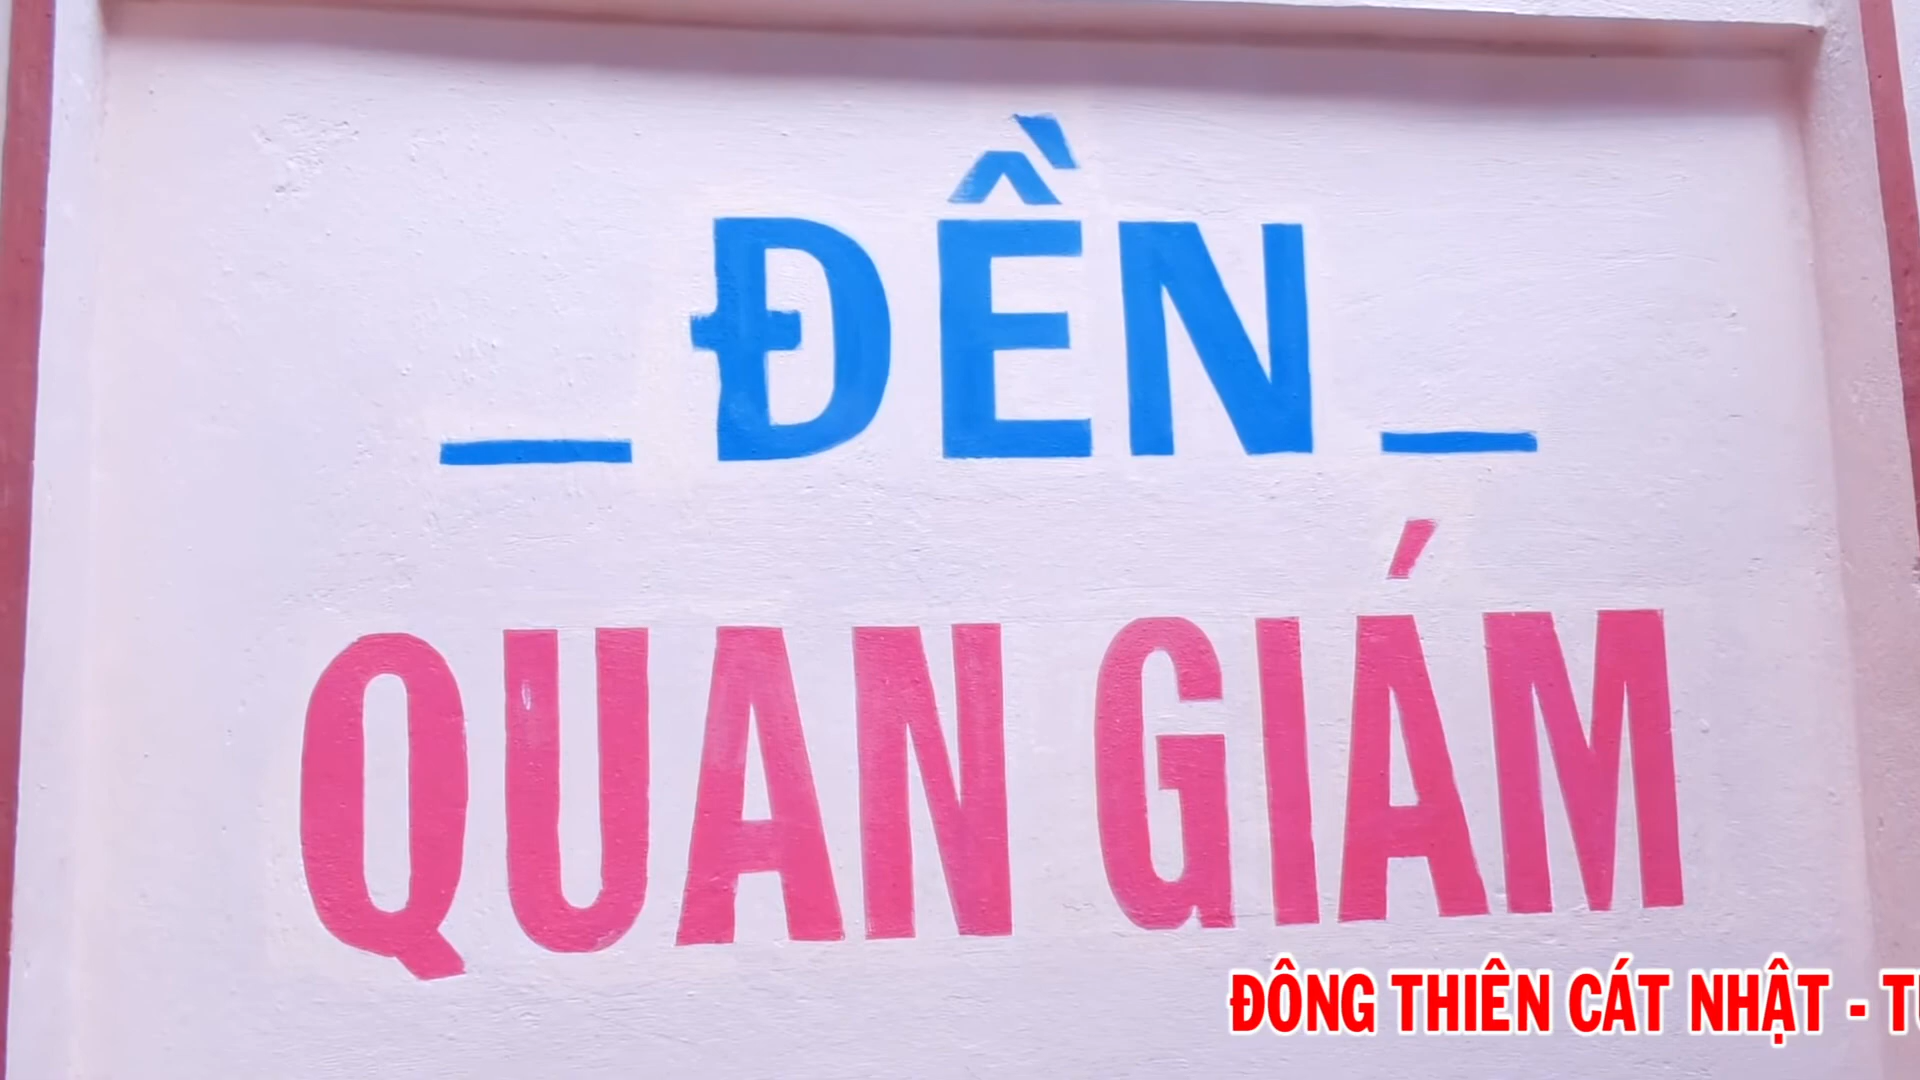 _ ĐỀN _
QUAN GIÁM
ĐÔNG THIÊN CÁT NHẬT -